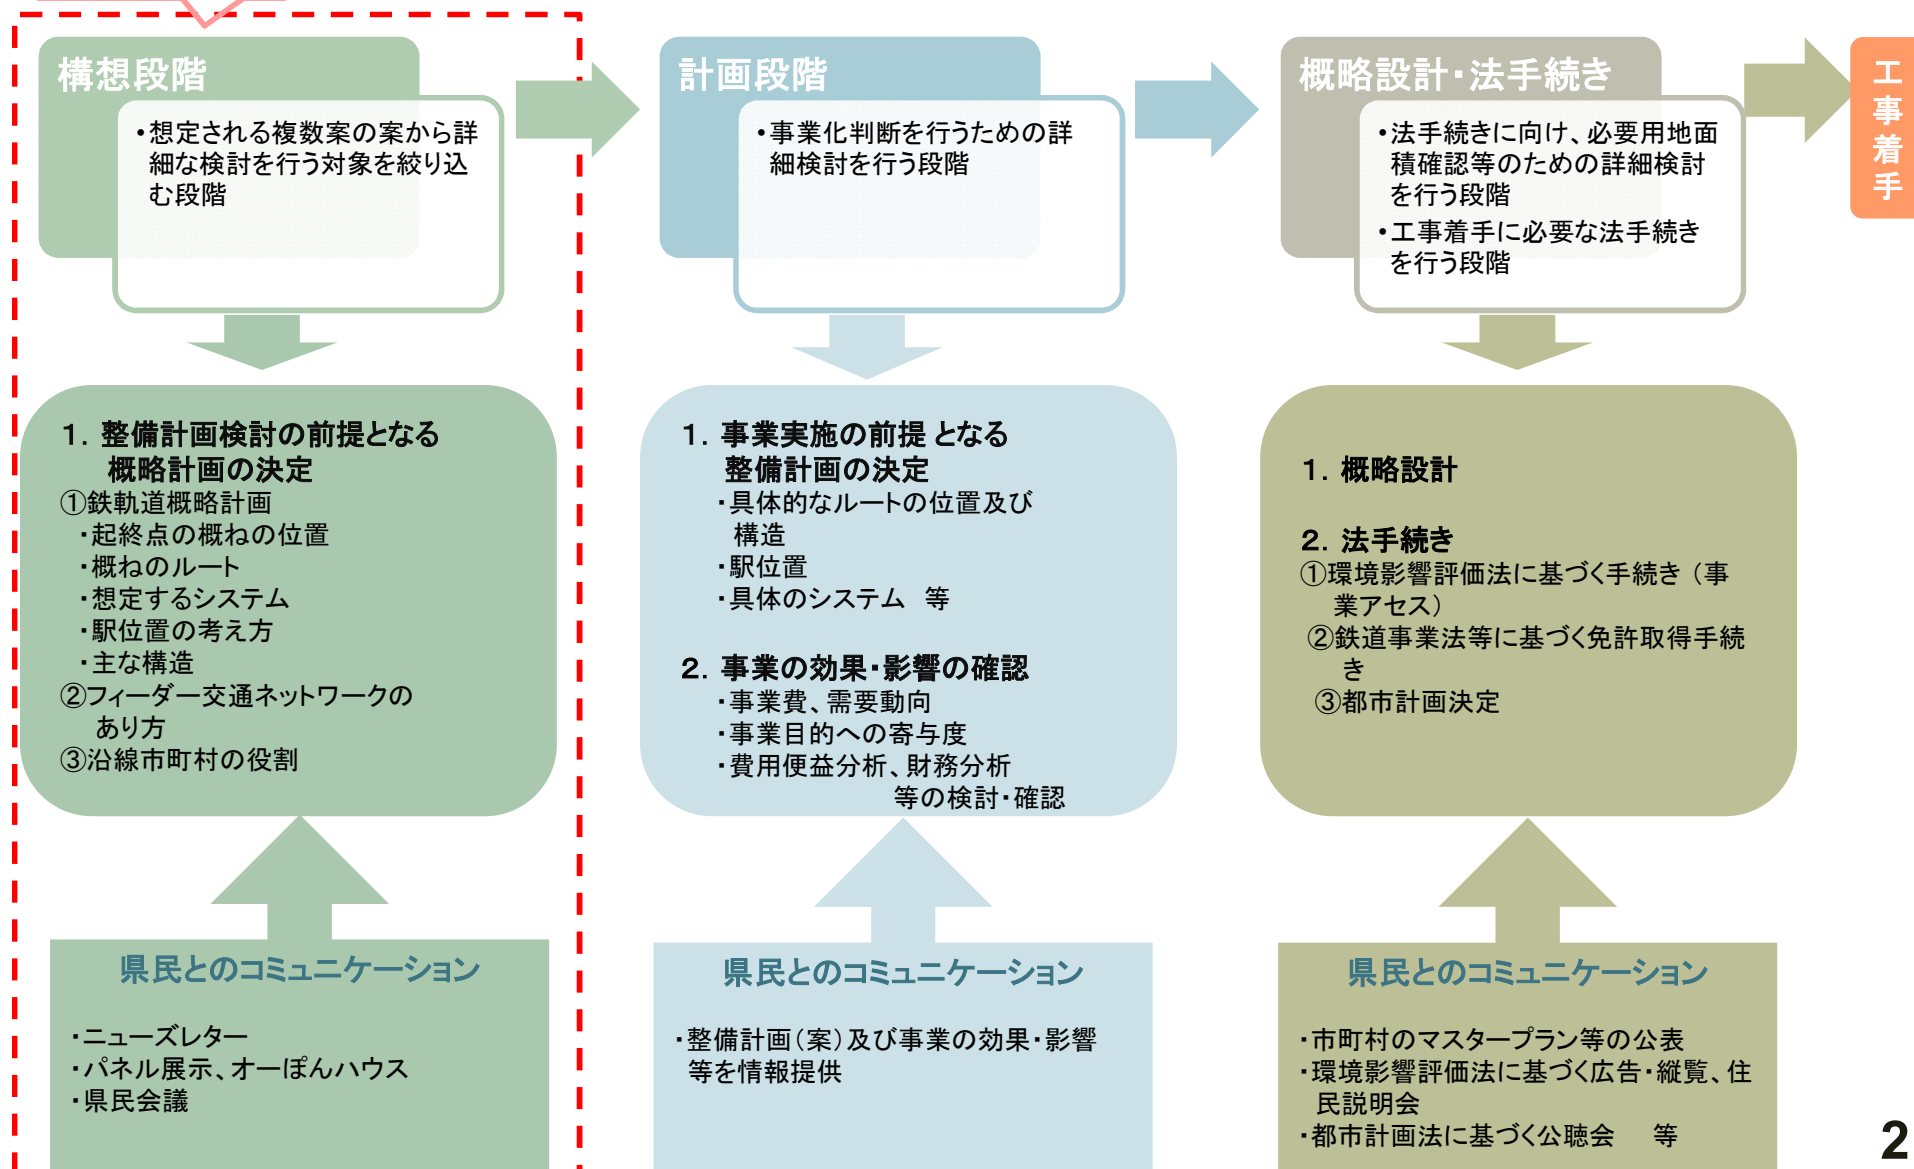 構想段階
・想定される複数案の案から詳
細な検討を行う対象を絞り込
む段階
計画段階
・事業化判断を行うための詳
細検討を行う段階
概略設計・法手続き
・法手続きに向け、必要用地面
積確認等のための詳細検討
を行う段階
・工事着手に必要な法手続き
を行う段階
工事着手
１．整備計画検討の前提となる
概略計画の決定
①鉄軌道概略計画
・起終点の概ねの位置
・概ねのルート
・想定するシステム
・駅位置の考え方
・主な構造
②フィーダー交通ネットワークの
あり方
③沿線市町村の役割
１．事業実施の前提 となる
整備計画の決定
・具体的なルートの位置及び
構造
・駅位置
・具体のシステム　等
２．事業の効果・影響の確認
・事業費、需要動向
・事業目的への寄与度
・費用便益分析、財務分析
等の検討・確認
１．概略設計
２．法手続き
①環境影響評価法に基づく手続き（事
業アセス）
②鉄道事業法等に基づく免許取得手続
き
③都市計画決定
県民とのコミュニケーション
・ニューズレター
・パネル展示、オーぽんハウス
・県民会議
県民とのコミュニケーション
・整備計画（案）及び事業の効果・影響
等を情報提供
県民とのコミュニケーション
・市町村のマスタープラン等の公表
・環境影響評価法に基づく広告・縦覧、住
民説明会
・都市計画法に基づく公聴会　等
2